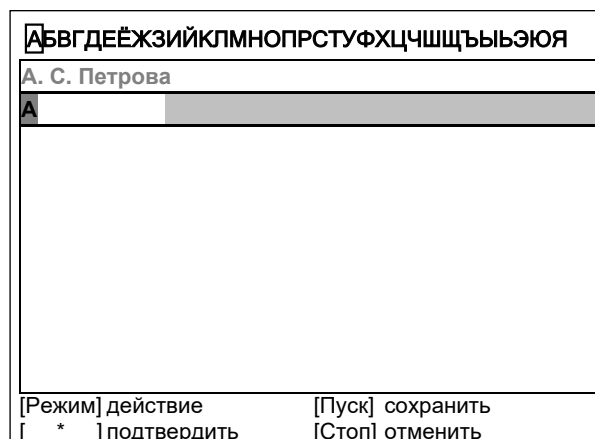 АБВГДЕЁЖЗИЙКЛМНОПРСТУФХЦЧШЩЪЫЬЭЮЯ
А. С. Петрова
А
[Режим] действие [Пуск] сохранить
[ * ] подтвердить [Стоп] отменить